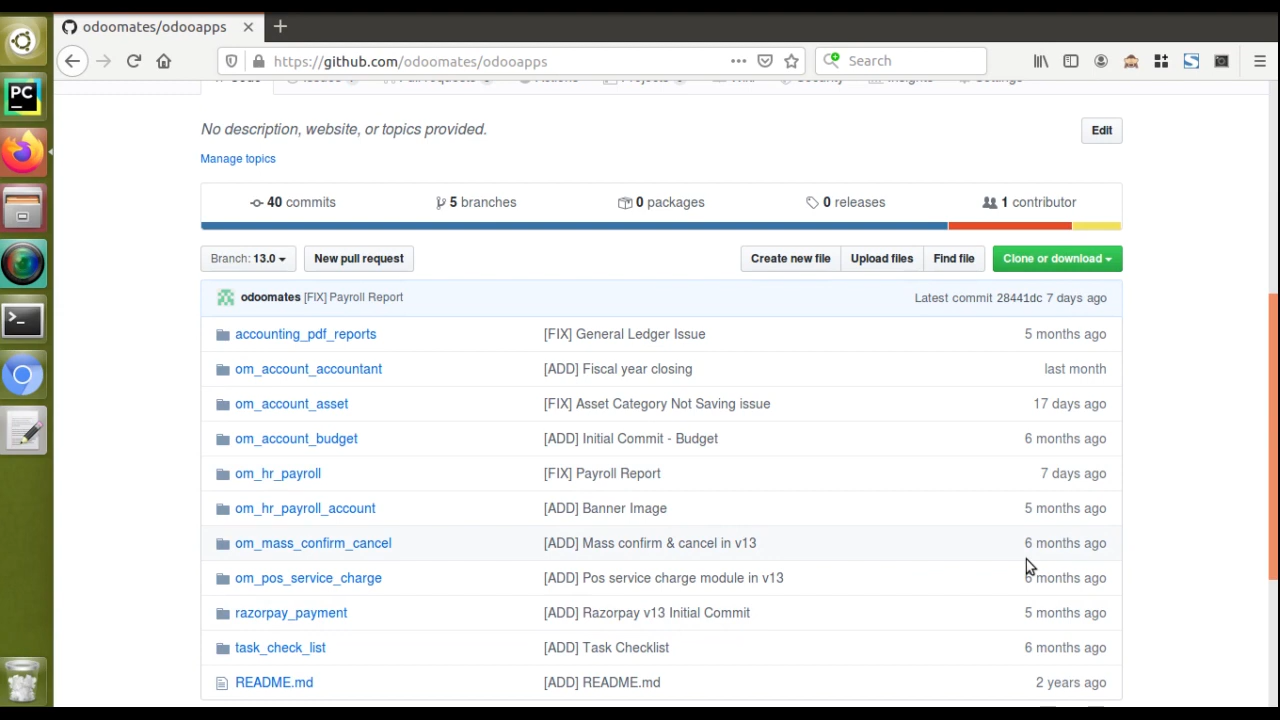 odoomates/odooapps
https://github.com/odoomates/odooapps
Search
No description, website, or topics provided.
Edit
Manage topics
40 commits 5 branches 0 packages 0 releases 1 contributor
Branch: 13.0 New pull request Create new file Upload files Find file Clone or download
odoomates [FIX] Payroll Report Latest commit 28441dc 7 days ago
accounting_pdf_reports [FIX] General Ledger Issue 5 months ago
om_account_accountant [ADD] Fiscal year closing last month
om_account_asset [FIX] Asset Category Not Saving issue 17 days ago
om_account_budget [ADD] Initial Commit - Budget 6 months ago
om_hr_payroll [FIX] Payroll Report 7 days ago
om_hr_payroll_account [ADD] Banner Image 5 months ago
om_mass_confirm_cancel [ADD] Mass confirm & cancel in v13 6 months ago
om_pos_service_charge [ADD] Pos service charge module in v13 6 months ago
razorpay_payment [ADD] Razorpay v13 Initial Commit 5 months ago
task_check_list [ADD] Task Checklist 6 months ago
README.md [ADD] README.md 2 years ago
PC